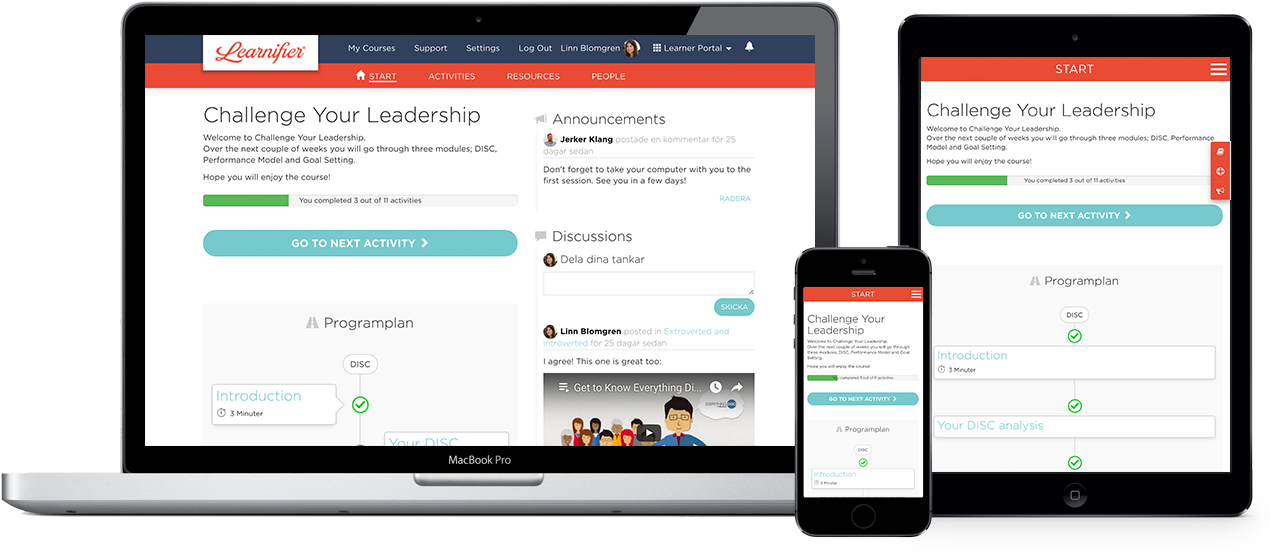 Learnifier
My Courses Support Settings Log Out Linn Blomgren Learner Portal
START ACTIVITIES RESOURCES PEOPLE
Challenge Your Leadership
Welcome to Challenge Your Leadership.
Over the next couple of weeks you will go through three modules; DISC,
Performance Model and Goal Setting.
Hope you will enjoy the course!
You completed 3 out of 11 activities
GO TO NEXT ACTIVITY
Programplan
DISC
Introduction
3 Minuter
Your DISC
Announcements
Jerker Klang postade en kommentar för 25
dagar sedan
Don't forget to take your computer with you to the
first session. See you in a few days!
RADERA
Discussions
Dela dina tankar
SKICKA
Linn Blomgren posted in Extroverted and
introverted för 25 dagar sedan
I agree! This one is great too:
Get to Know Everything Di...
MacBook Pro
START
Challenge Your
Leadership
Welcome to Challenge Your Leadership.
Over the next couple of weeks you will go through
three modules; DISC, Performance Model and Goal
Setting.
Hope you will enjoy the course!
GO TO NEXT ACTIVITY
Programplan
DISC
Introduction
3 Minuter
START
Challenge Your Leadership
Welcome to Challenge Your Leadership.
Over the next couple of weeks you will go through three modules; DISC, Performance
Model and Goal Setting.
Hope you will enjoy the course!
You completed 3 out of 11 activities
GO TO NEXT ACTIVITY
Programplan
DISC
Introduction
3 Minuter
Your DISC analysis